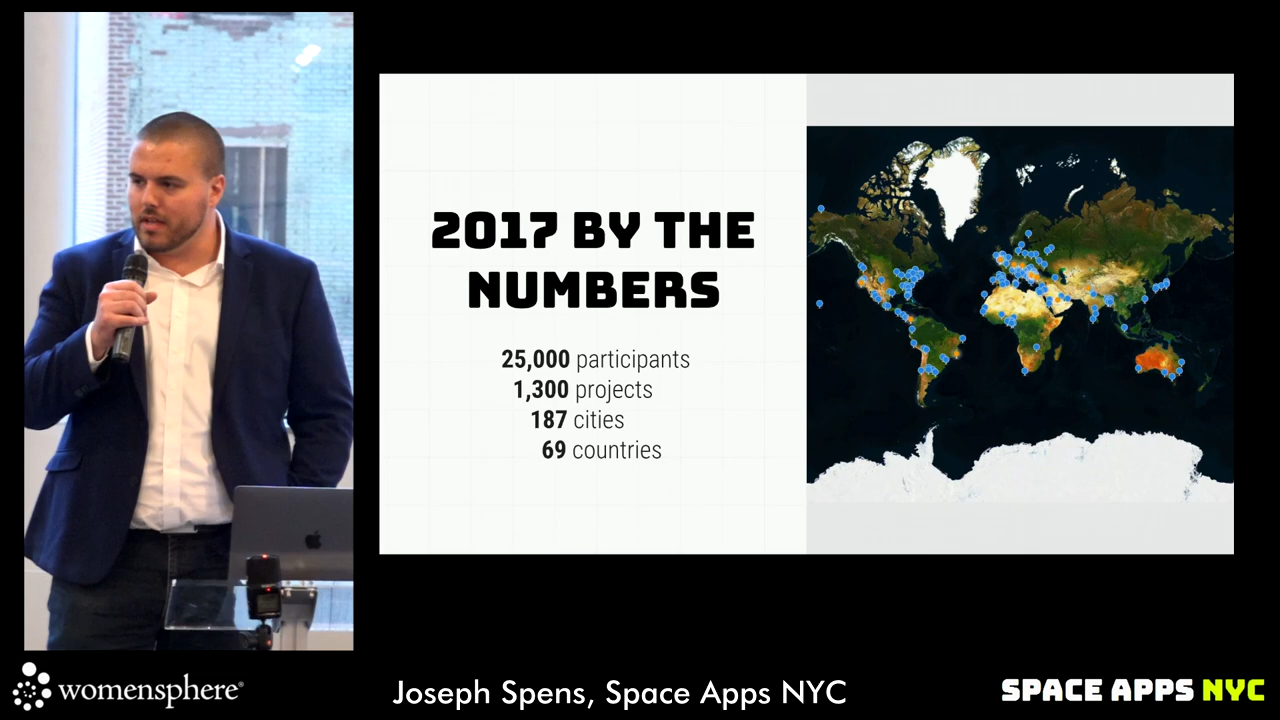 2017 BY THE
NUMBERS
25,000 participants
1,300 projects
187 cities
69 countries
womensphere®
Joseph Spens, Space Apps NYC
SPACE APPS NYC